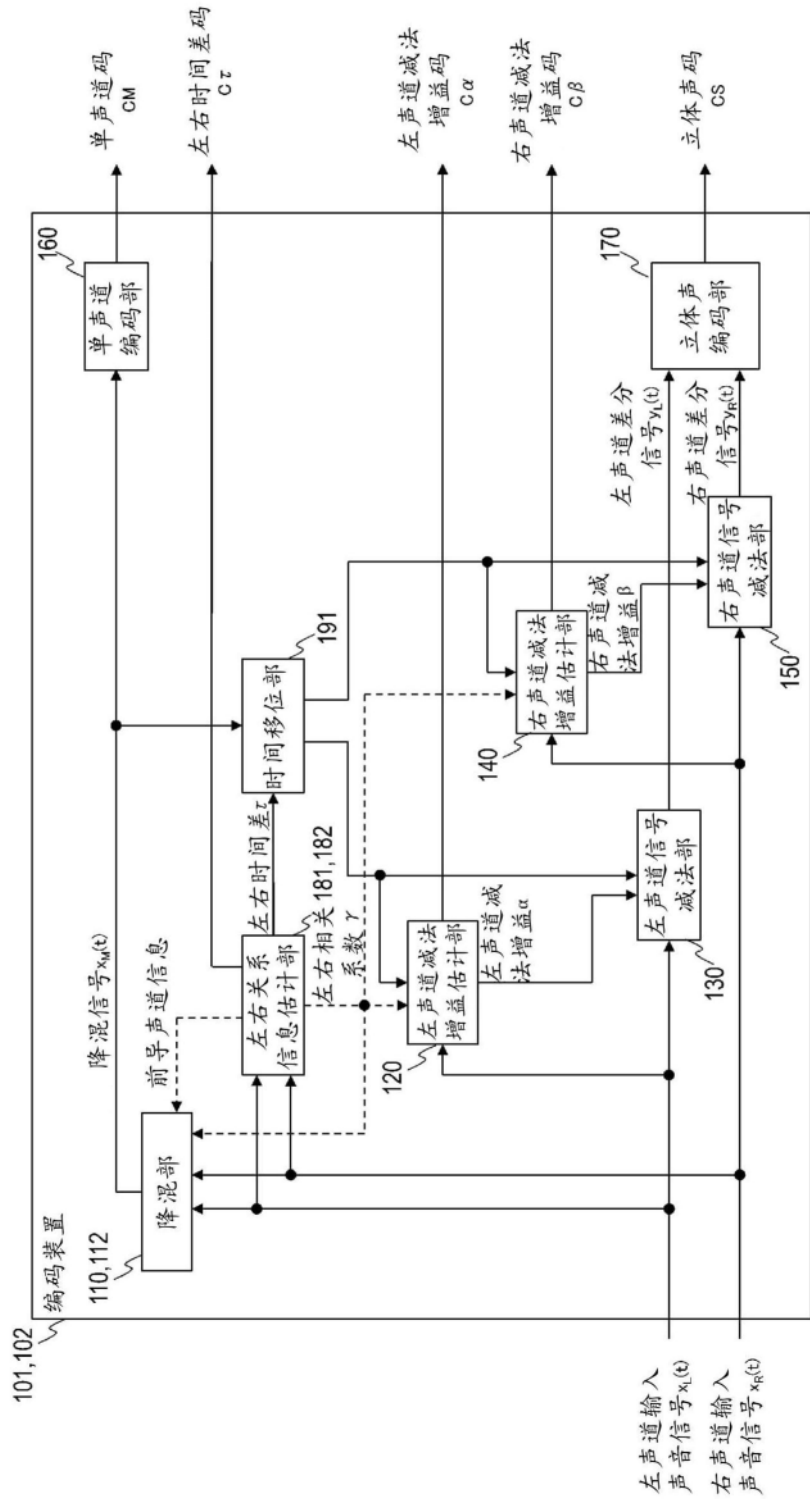 101,102
编码装置
110,112
降混部
降混信号xM(t)
前导声道信息
左右关系
信息估计部
181,182
左右时间差τ
左右相关
系数γ
时间移位部
191
160
单声道
编码部
单声道码
CM
左右时间差码
Cτ
120
左声道减法
增益估计部
左声道减
法增益α
左声道减法
增益码
Cα
140
右声道减法
增益估计部
右声道减
法增益β
右声道减法
增益码
Cβ
130
左声道信号
减法部
左声道差分
信号yL(t)
150
右声道信号
减法部
右声道差分
信号yR(t)
170
立体声
编码部
立体声码
CS
左声道输入
声音信号xL(t)
右声道输入
声音信号xR(t)